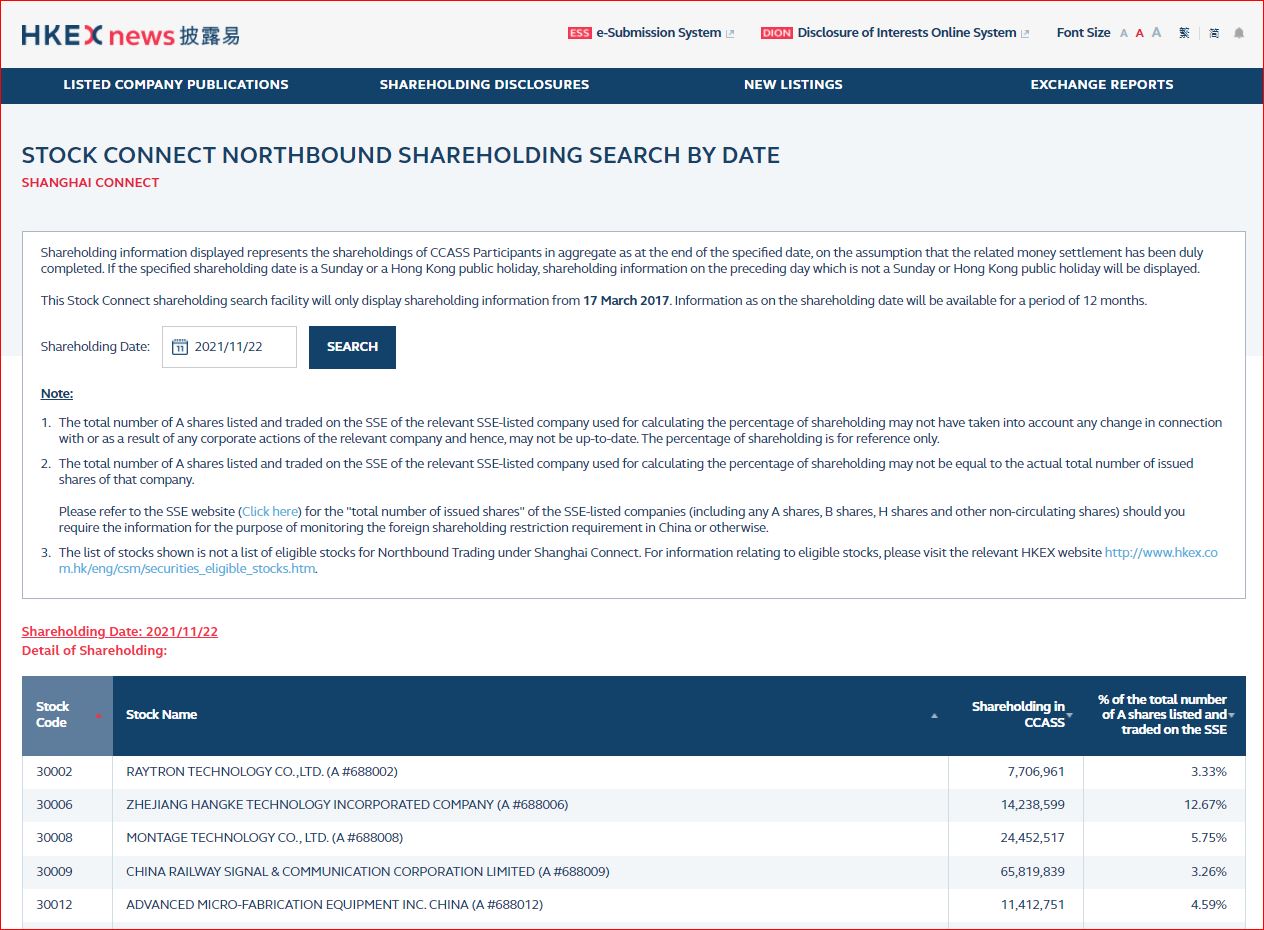 HKEX news 披露易
ESS e-Submission System
DION Disclosure of Interests Online System
Font Size A A A 繁 简
LISTED COMPANY PUBLICATIONS SHAREHOLDING DISCLOSURES NEW LISTINGS EXCHANGE REPORTS
STOCK CONNECT NORTHBOUND SHAREHOLDING SEARCH BY DATE
SHANGHAI CONNECT
Shareholding information displayed represents the shareholdings of CCASS Participants in aggregate as at the end of the specified date, on the assumption that the related money settlement has been duly
completed. If the specified shareholding date is a Sunday or a Hong Kong public holiday, shareholding information on the preceding day which is not a Sunday or Hong Kong public holiday will be displayed.
This Stock Connect shareholding search facility will only display shareholding information from 17 March 2017. Information as on the shareholding date will be available for a period of 12 months.
Shareholding Date: 11 2021/11/22 SEARCH
Note:
1. The total number of A shares listed and traded on the SSE of the relevant SSE-listed company used for calculating the percentage of shareholding may not have taken into account any change in connection
with or as a result of any corporate actions of the relevant company and hence, may not be up-to-date. The percentage of shareholding is for reference only.
2. The total number of A shares listed and traded on the SSE of the relevant SSE-listed company used for calculating the percentage of shareholding may not be equal to the actual total number of issued
shares of that company.
Please refer to the SSE website (Click here) for the "total number of issued shares" of the SSE-listed companies (including any A shares, B shares, H shares and other non-circulating shares) should you
require the information for the purpose of monitoring the foreign shareholding restriction requirement in China or otherwise.
3. The list of stocks shown is not a list of eligible stocks for Northbound Trading under Shanghai Connect. For information relating to eligible stocks, please visit the relevant HKEX website http://www.hkex.co
m.hk/eng/csm/securities_eligible_stocks.htm.
Shareholding Date: 2021/11/22
Detail of Shareholding:
Stock
Code
Stock Name
Shareholding in
CCASS
% of the total number
of A shares listed and
traded on the SSE
30002 RAYTRON TECHNOLOGY CO.,LTD. (A #688002) 7,706,961 3.33%
30006 ZHEJIANG HANGKE TECHNOLOGY INCORPORATED COMPANY (A #688006) 14,238,599 12.67%
30008 MONTAGE TECHNOLOGY CO., LTD. (A #688008) 24,452,517 5.75%
30009 CHINA RAILWAY SIGNAL & COMMUNICATION CORPORATION LIMITED (A #688009) 65,819,839 3.26%
30012 ADVANCED MICRO-FABRICATION EQUIPMENT INC. CHINA (A #688012) 11,412,751 4.59%